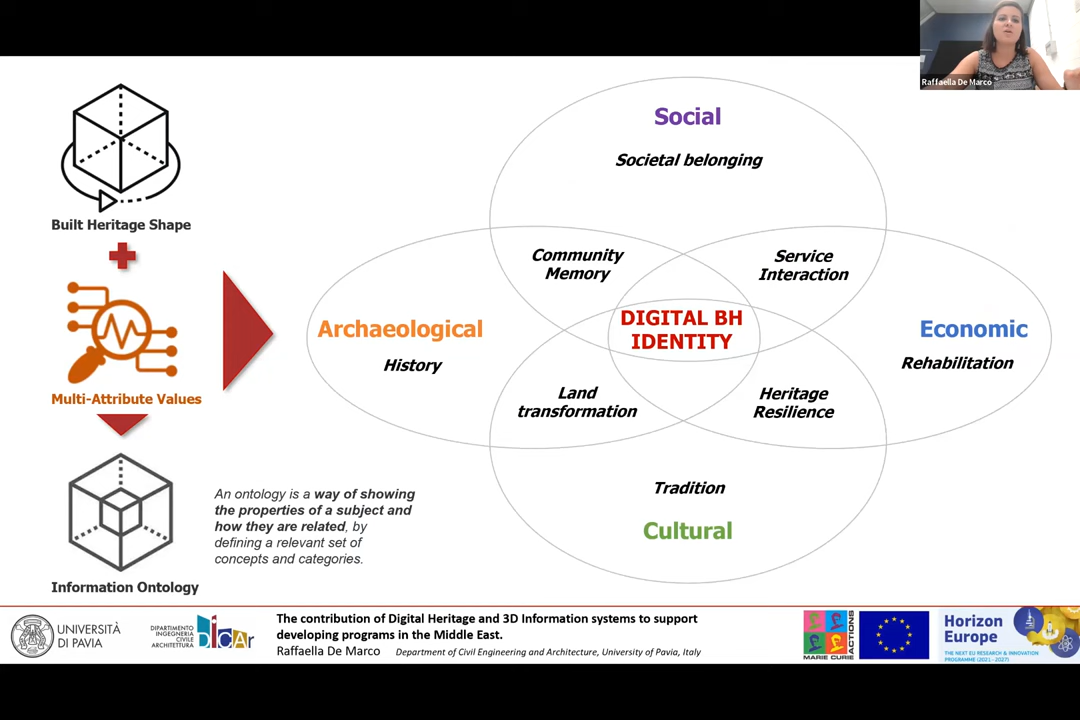 Raffaella De Marco
Built Heritage Shape
Multi-Attribute Values
Information Ontology
An ontology is a way of showing
the properties of a subject and
how they are related, by
defining a relevant set of
concepts and categories.
Social
Societal belonging
Community
Memory
Service
Interaction
Archaeological
History
DIGITAL BH
IDENTITY
Economic
Rehabilitation
Land
transformation
Heritage
Resilience
Tradition
Cultural
UNIVERSITÀ
DI PAVIA
DIPARTIMENTO
INGEGNERIA
CIVILE
ARCHITETTURA
DICAr
The contribution of Digital Heritage and 3D Information systems to support
developing programs in the Middle East.
Raffaella De Marco Department of Civil Engineering and Architecture, University of Pavia, Italy
MARIE CURIE
ACTIONS
Horizon
Europe
THE NEXT EU RESEARCH & INNOVATION
PROGRAMME (2021 - 2027)